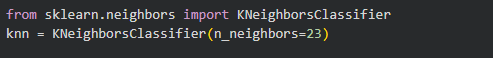 from sklearn.neighbors import KNeighborsClassifier
knn = KNeighborsClassifier(n_neighbors=23)